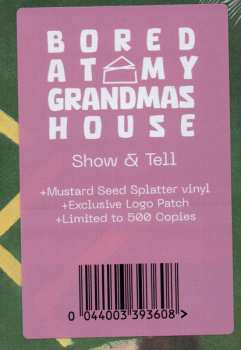 BORED
AT MY
GRANDMAS
HOUSE
Show & Tell
+Mustard Seed Splatter vinyl
+Exclusive Logo Patch
+Limited to 500 Copies
0 044003 393608 >